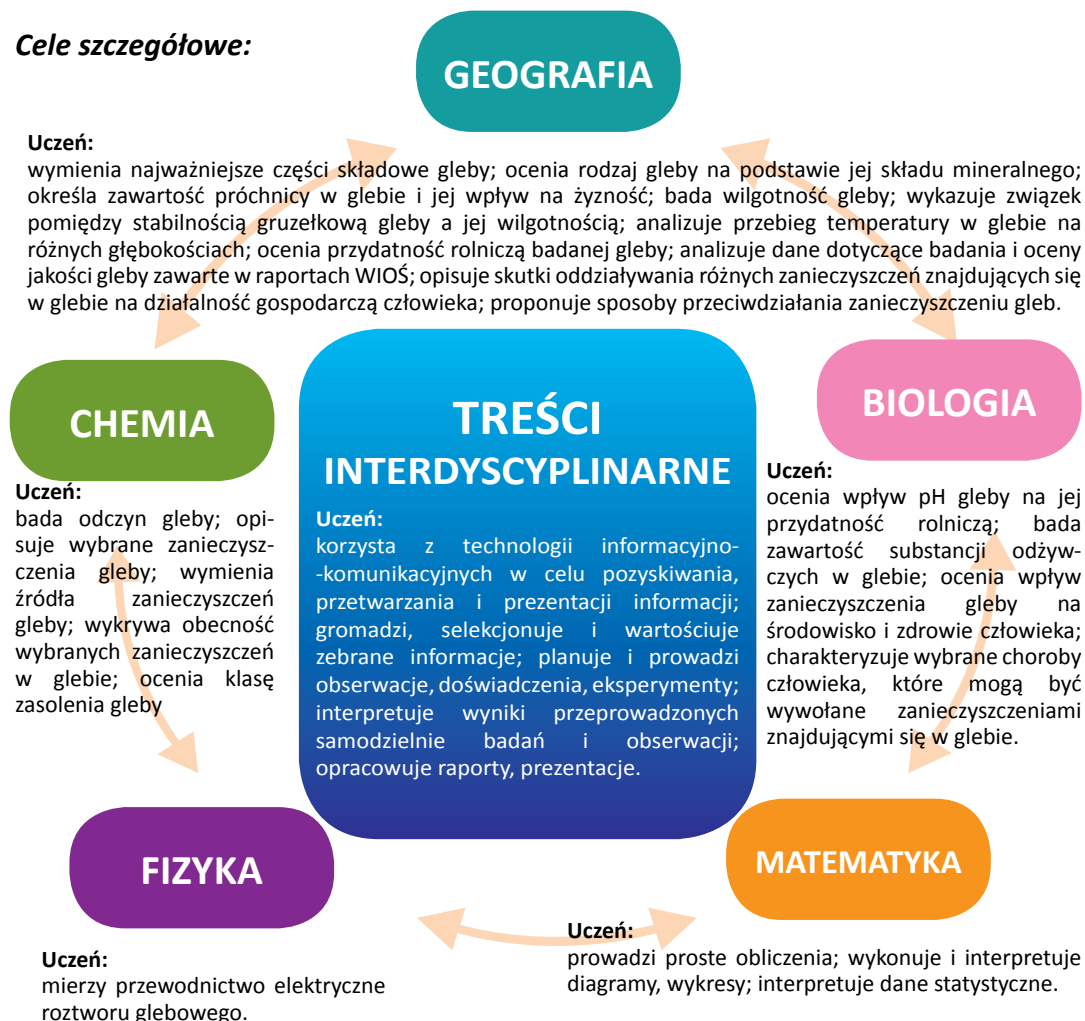 Cele szczegółowe:
GEOGRAFIA
Uczeń:
wymienia najważniejsze części składowe gleby; ocenia rodzaj gleby na podstawie jej składu mineralnego;
określa zawartość próchnicy w glebie i jej wpływ na żyzność; bada wilgotność gleby; wykazuje związek
pomiędzy stabilnością gruzełkową gleby a jej wilgotnością; analizuje przebieg temperatury w glebie na
różnych głębokościach; ocenia przydatność rolniczą badanej gleby; analizuje dane dotyczące badania i oceny
jakości gleby zawarte w raportach WIOŚ; opisuje skutki oddziaływania różnych zanieczyszczeń znajdujących się
w glebie na działalność gospodarczą człowieka; proponuje sposoby przeciwdziałania zanieczyszczeniu gleb.
CHEMIA
Uczeń:
bada odczyn gleby; opi-
suje wybrane zanieczysz-
czenia gleby; wymienia
źródła zanieczyszczeń
gleby; wykrywa obecność
wybranych zanieczyszczeń
w glebie; ocenia klasę
zasolenia gleby
TREŚCI
INTERDYSCYPLINARNE
Uczeń:
korzysta z technologii informacyjno-
-komunikacyjnych w celu pozyskiwania,
przetwarzania i prezentacji informacji;
gromadzi, selekcjonuje i wartościuje
zebrane informacje; planuje i prowadzi
obserwacje, doświadczenia, eksperymenty;
interpretuje wyniki przeprowadzonych
samodzielnie badań i obserwacji;
opracowuje raporty, prezentacje.
BIOLOGIA
Uczeń:
ocenia wpływ pH gleby na jej
przydatność rolniczą; bada
zawartość substancji odżyw-
czych w glebie; ocenia wpływ
zanieczyszczenia gleby na
środowisko i zdrowie człowieka;
charakteryzuje wybrane choroby
człowieka, które mogą być
wywołane zanieczyszczeniami
znajdującymi się w glebie.
FIZYKA
Uczeń:
mierzy przewodnictwo elektryczne
roztworu glebowego.
MATEMATYKA
Uczeń:
prowadzi proste obliczenia; wykonuje i interpretuje
diagramy, wykresy; interpretuje dane statystyczne.